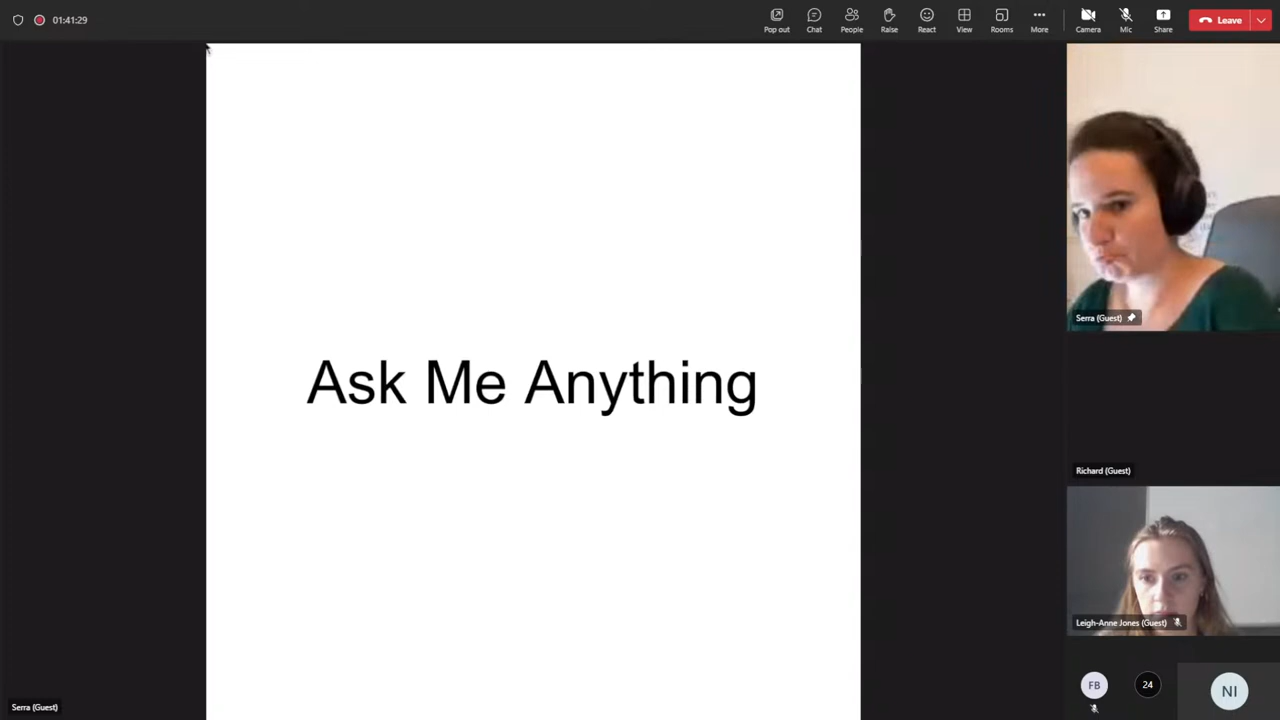 01:41:29
Pop out
Chat
People
Raise
React
View
Rooms
More
Camera
Mic
Share
Leave
Ask Me Anything
Serra (Guest)
Richard (Guest)
Leigh-Anne Jones (Guest)
FB
24
NI
Serra (Guest)